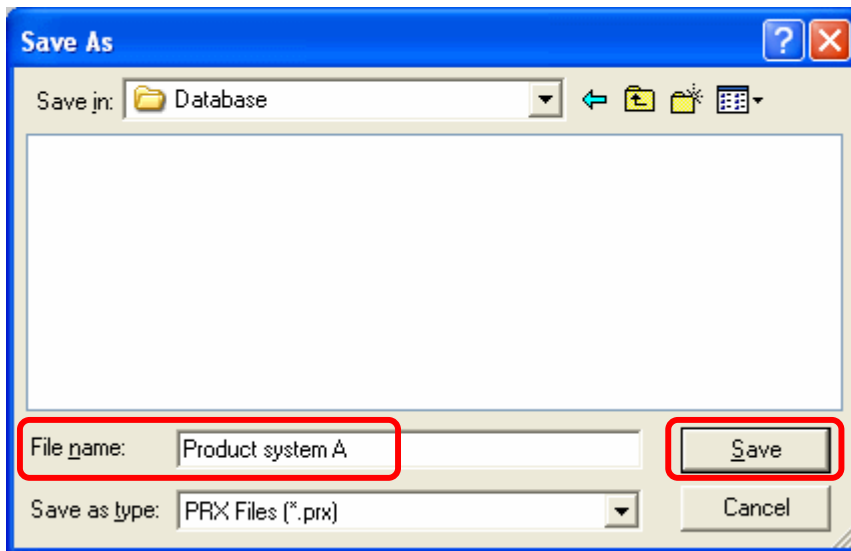 Save As
Save in: Database
File name: Product system A Save
Save as type: PRX Files (*.prx) Cancel